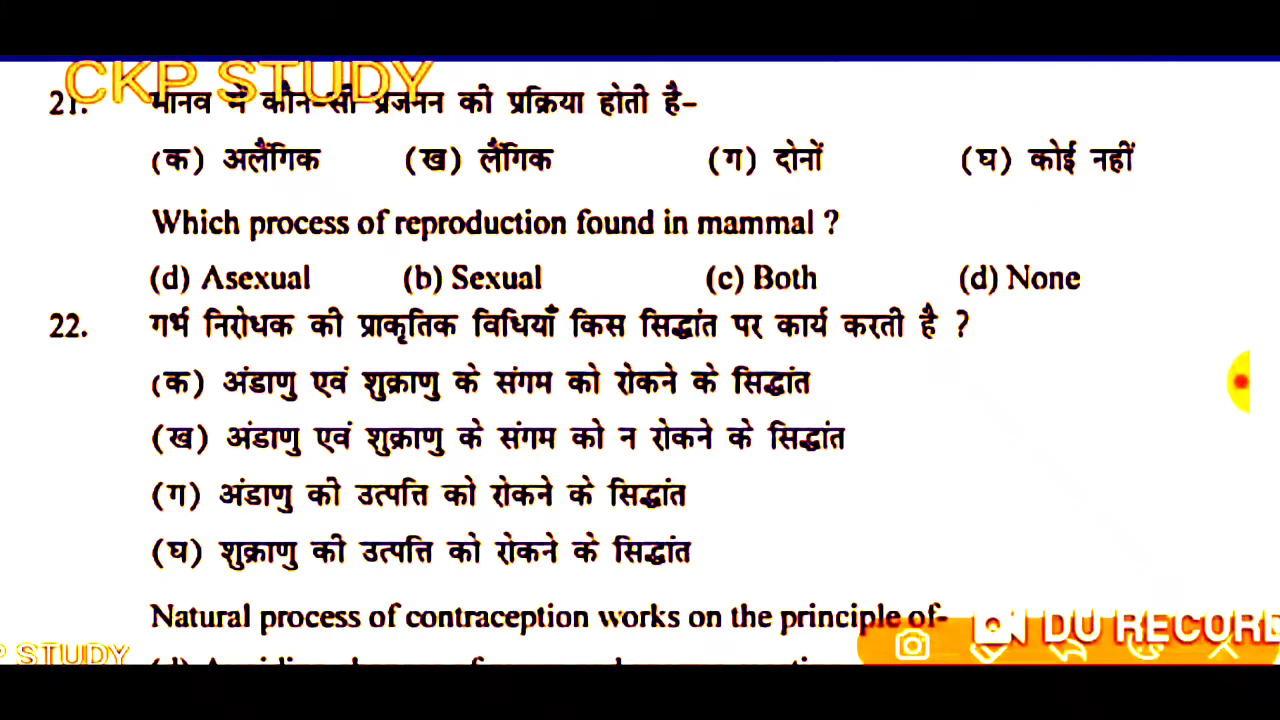 CKP STUDY
21. मानव में कौन-सी प्रजनन की प्रक्रिया होती है-
(क) अलैंगिक (ख) लैंगिक (ग) दोनों (घ) कोई नहीं
Which process of reproduction found in mammal ?
(d) Asexual (b) Sexual (c) Both (d) None
22. गर्भ निरोधक की प्राकृतिक विधियाँ किस सिद्धांत पर कार्य करती है ?
(क) अंडाणु एवं शुक्राणु के संगम को रोकने के सिद्धांत
(ख) अंडाणु एवं शुक्राणु के संगम को न रोकने के सिद्धांत
(ग) अंडाणु की उत्पत्ति को रोकने के सिद्धांत
(घ) शुक्राणु की उत्पत्ति को रोकने के सिद्धांत
Natural process of contraception works on the principle of-
DU RECORD
P STUDY